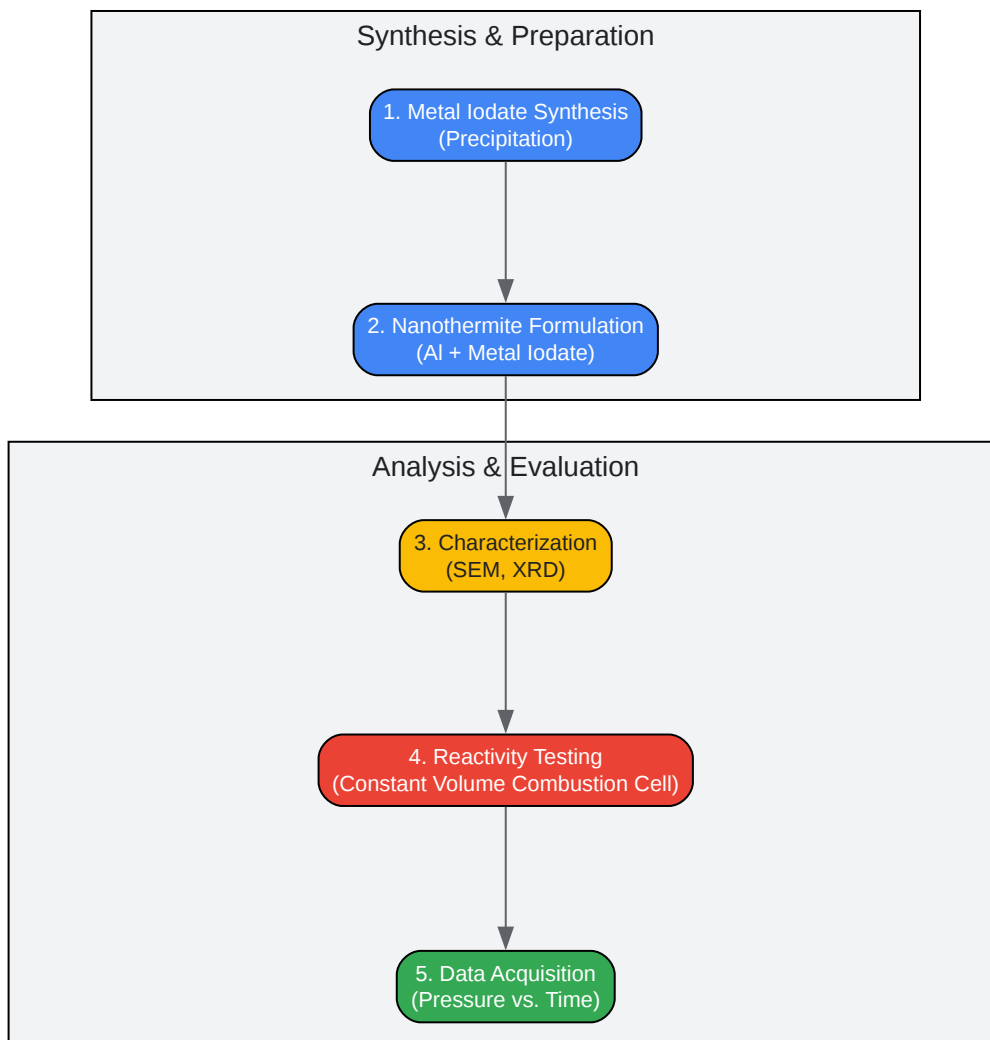 Synthesis & Preparation
1. Metal Iodate Synthesis
(Precipitation)
2. Nanothermite Formulation
(Al + Metal Iodate)
Analysis & Evaluation
3. Characterization
(SEM, XRD)
4. Reactivity Testing
(Constant Volume Combustion Cell)
5. Data Acquisition
(Pressure vs. Time)